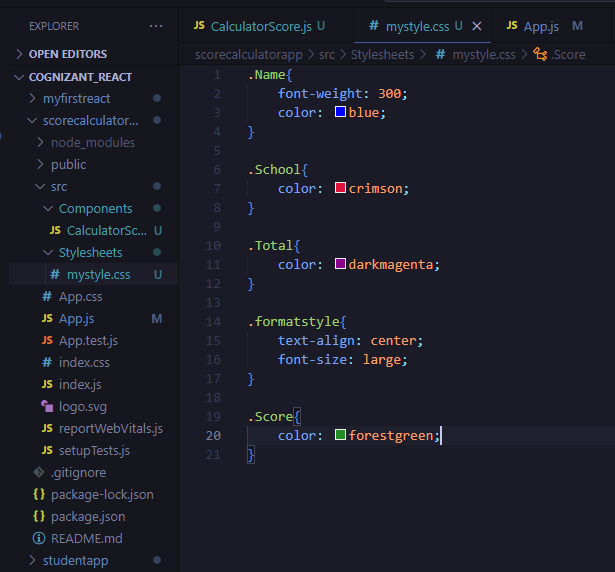 EXPLORER ···
OPEN EDITORS
COGNIZANT_REACT
myfirstreact
scorecalculator...
node_modules
public
src
Components
JS CalculatorSc... U
Stylesheets
# mystyle.css U
# App.css
JS App.js M
JS App.test.js
# index.css
JS index.js
logo.svg
JS reportWebVitals.js
JS setupTests.js
.gitignore
{} package-lock.json
{} package.json
README.md
studentapp
JS CalculatorScore.js U
# mystyle.css U ×
JS App.js M
scorecalculatorapp > src > Stylesheets > # mystyle.css > .Score
1 .Name{
2 font-weight: 300;
3 color: blue;
4 }
5
6 .School{
7 color: crimson;
8 }
9
10 .Total{
11 color: darkmagenta;
12 }
13
14 .formatstyle{
15 text-align: center;
16 font-size: large;
17 }
18
19 .Score{
20 color: forestgreen;
21 }